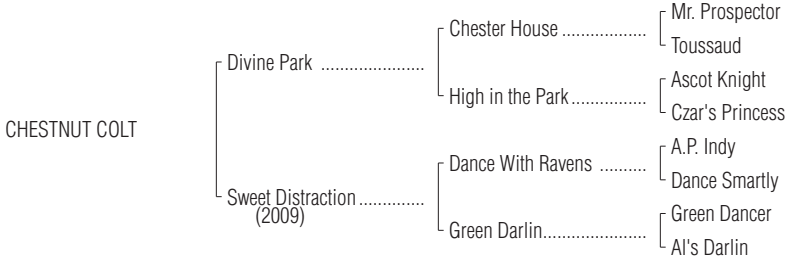 Mr. Prospector
Chester House ..................
Toussaud
Divine Park ......................
Ascot Knight
High in the Park................
Czar's Princess
CHESTNUT COLT
A.P. Indy
Dance With Ravens ..........
Dance Smartly
Sweet Distraction..............
(2009)
Green Dancer
Green Darlin......................
Al's Darlin